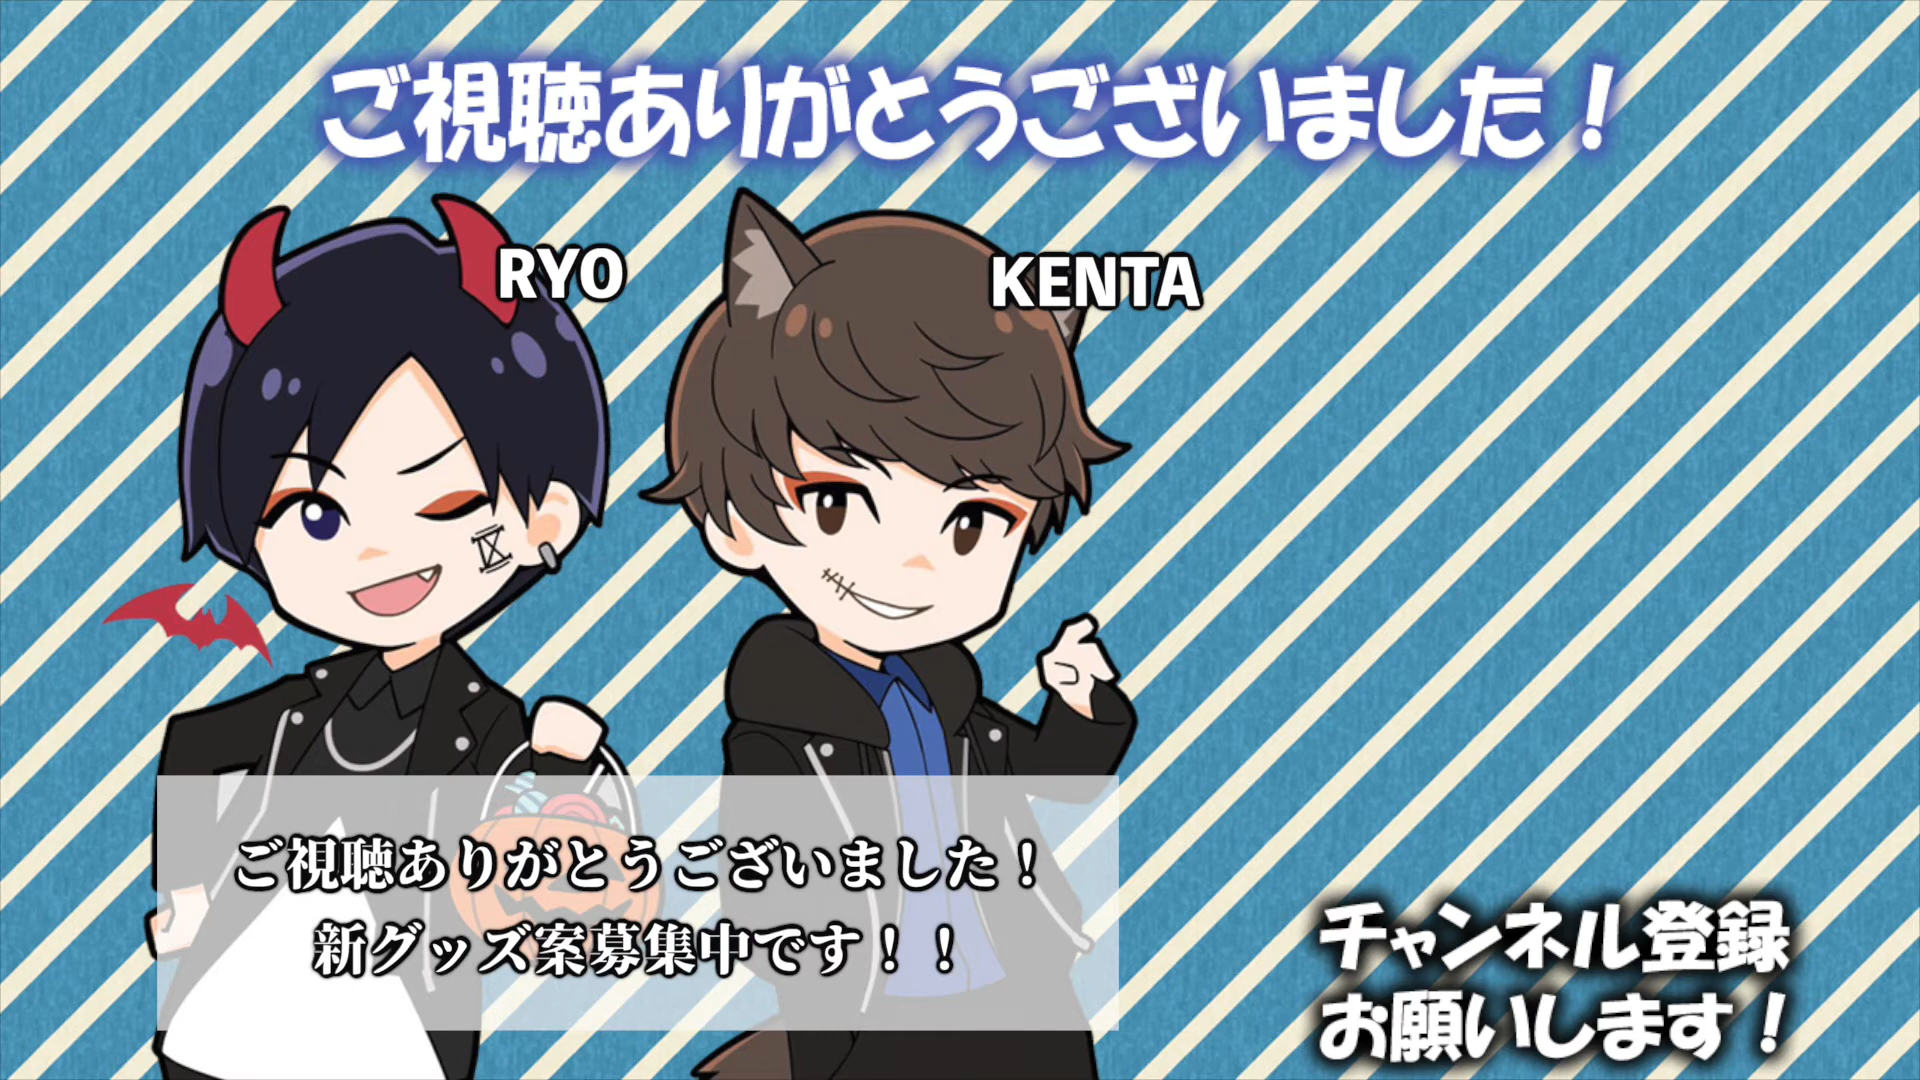 ご視聴ありがとうございました！
RYO
KENTA
IX
ご視聴ありがとうございました！
新グッズ案募集中です！！
チャンネル登録
お願いします！